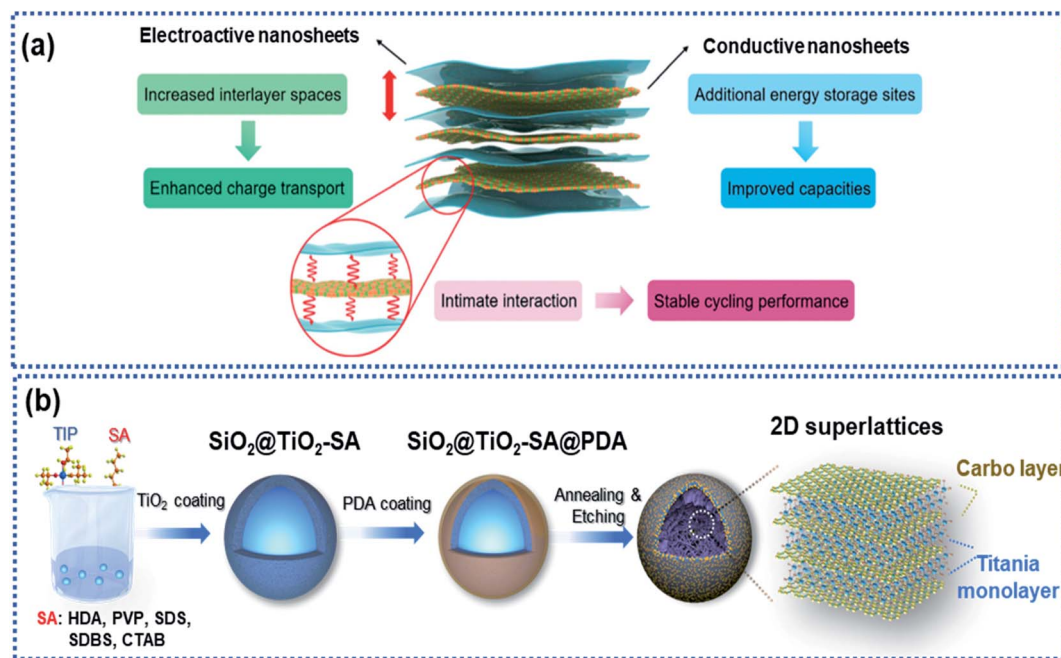 (a)
Electroactive nanosheets
Conductive nanosheets
Increased interlayer spaces
Additional energy storage sites
Enhanced charge transport
Improved capacities
Intimate interaction
Stable cycling performance
(b)
TIP
SA
SiO₂@TiO₂-SA
SiO₂@TiO₂-SA@PDA
2D superlattices
TiO₂ coating
PDA coating
Annealing &
Etching
Carbo layer
Titania
monolayer
SA: HDA, PVP, SDS,
SDBS, CTAB